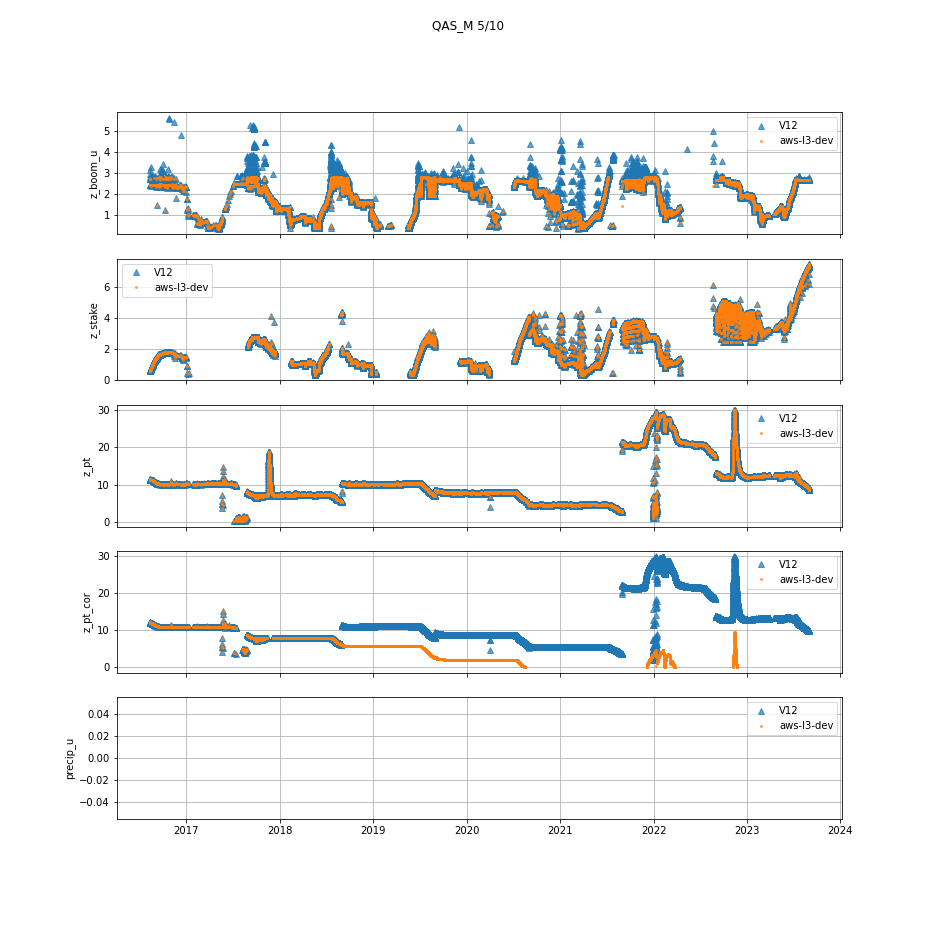 QAS_M 5/10
z_boom_u
5
4
3
2
1
V12
aws-l3-dev
z_stake
6
4
2
0
V12
aws-l3-dev
z_pt
30
20
10
0
V12
aws-l3-dev
z_pt_cor
30
20
10
0
V12
aws-l3-dev
precip_u
0.04
0.02
0.00
−0.02
−0.04
V12
aws-l3-dev
2017 2018 2019 2020 2021 2022 2023 2024